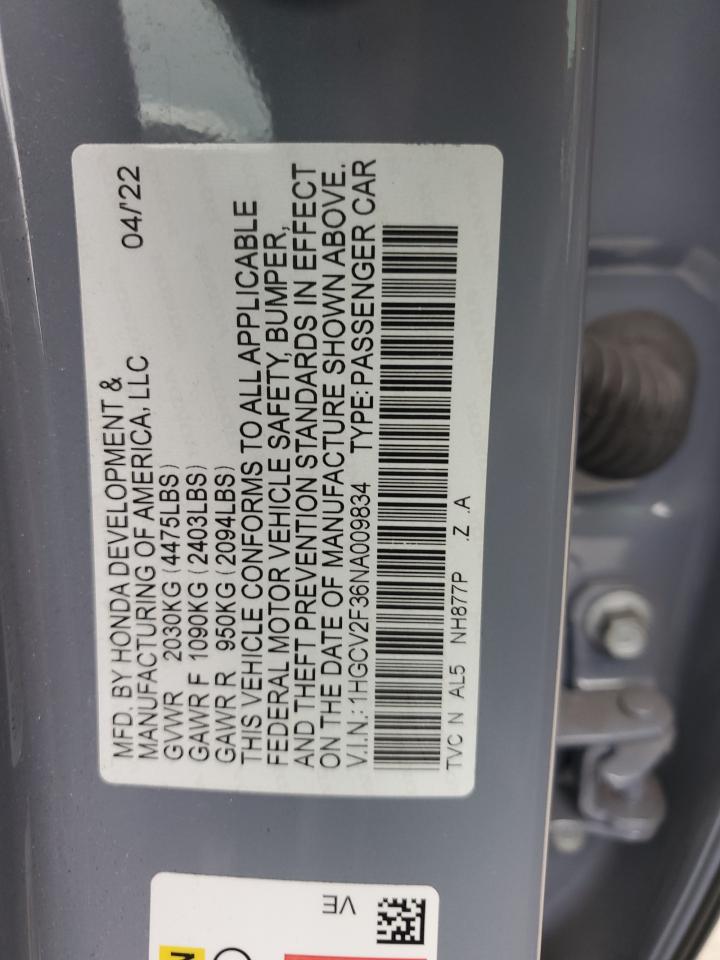 MFD. BY HONDA DEVELOPMENT & 04/'22
MANUFACTURING OF AMERICA, LLC
GVWR 2030KG (4475LBS)
GAWR F 1090KG (2403LBS)
GAWR R 950KG (2094LBS)
THIS VEHICLE CONFORMS TO ALL APPLICABLE
FEDERAL MOTOR VEHICLE SAFETY, BUMPER,
AND THEFT PREVENTION STANDARDS IN EFFECT
ON THE DATE OF MANUFACTURE SHOWN ABOVE.
V.I.N.: 1HGCV2F36NA009834 TYPE: PASSENGER CAR
TVC N AL5 NH877P .Z .A
VE